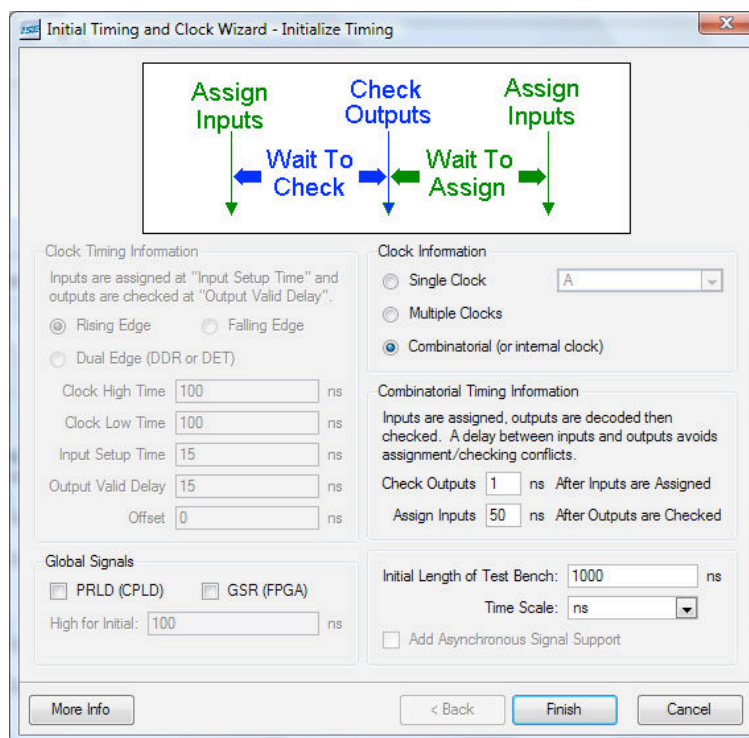 ISE Initial Timing and Clock Wizard - Initialize Timing
Assign Inputs
Check Outputs
Assign Inputs
Wait To Check
Wait To Assign
Clock Timing Information
Inputs are assigned at "Input Setup Time" and
outputs are checked at "Output Valid Delay".
Rising Edge
Falling Edge
Dual Edge (DDR or DET)
Clock High Time 100 ns
Clock Low Time 100 ns
Input Setup Time 15 ns
Output Valid Delay 15 ns
Offset 0 ns
Global Signals
PRLD (CPLD)
GSR (FPGA)
High for Initial: 100 ns
Clock Information
Single Clock A
Multiple Clocks
Combinatorial (or internal clock)
Combinatorial Timing Information
Inputs are assigned, outputs are decoded then
checked. A delay between inputs and outputs avoids
assignment/checking conflicts.
Check Outputs 1 ns After Inputs are Assigned
Assign Inputs 50 ns After Outputs are Checked
Initial Length of Test Bench: 1000 ns
Time Scale: ns
Add Asynchronous Signal Support
More Info
< Back
Finish
Cancel